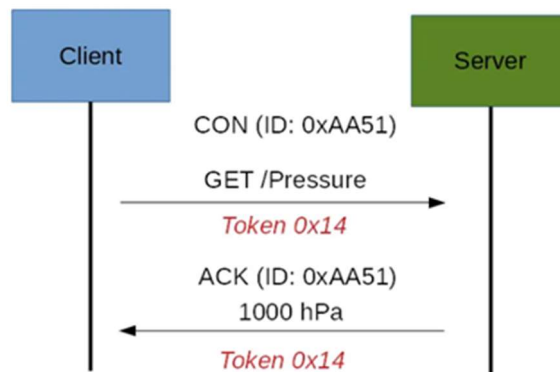 Client
Server
CON (ID: 0xAA51)
GET /Pressure
Token 0x14
ACK (ID: 0xAA51)
1000 hPa
Token 0x14